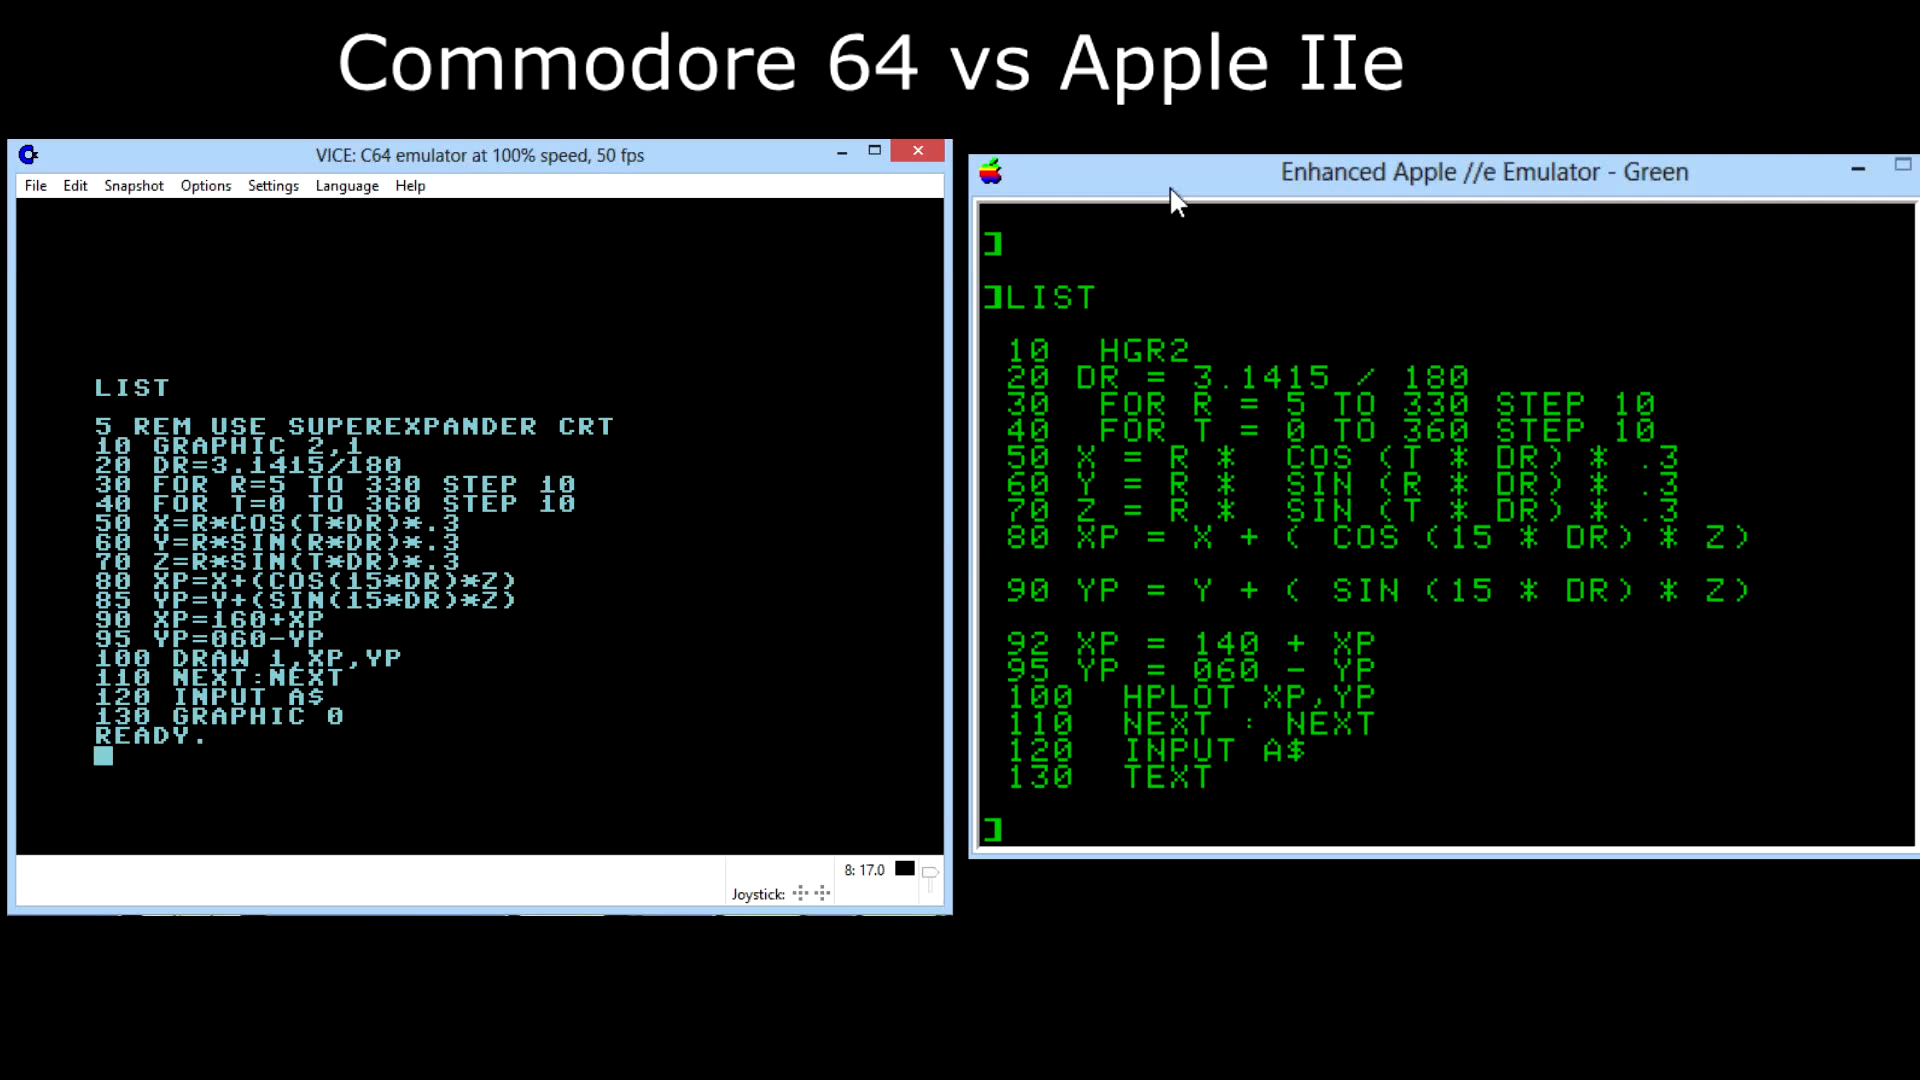 Commodore 64 vs Apple IIe
VICE: C64 emulator at 100% speed, 50 fps
File Edit Snapshot Options Settings Language Help
LIST
5 REM USE SUPEREXPANDER CRT
10 GRAPHIC 2,1
20 DR=3.1415/180
30 FOR R=5 TO 330 STEP 10
40 FOR T=0 TO 360 STEP 10
50 X=R*COS(T*DR)*.3
60 Y=R*SIN(R*DR)*.3
70 Z=R*SIN(T*DR)*.3
80 XP=X+(COS(15*DR)*Z)
85 YP=Y+(SIN(15*DR)*Z)
90 XP=160+XP
95 YP=060-YP
100 DRAW 1,XP,YP
110 NEXT:NEXT
120 INPUT A$
130 GRAPHIC 0
READY.
8: 17.0
Joystick:
Enhanced Apple //e Emulator - Green
]
]LIST
10 HGR2
20 DR = 3.1415 / 180
30 FOR R = 5 TO 330 STEP 10
40 FOR T = 0 TO 360 STEP 10
50 X = R * COS (T * DR) * .3
60 Y = R * SIN (R * DR) * .3
70 Z = R * SIN (T * DR) * .3
80 XP = X + ( COS (15 * DR) * Z)
90 YP = Y + ( SIN (15 * DR) * Z)
92 XP = 140 + XP
95 YP = 060 - YP
100 HPLOT XP,YP
110 NEXT : NEXT
120 INPUT A$
130 TEXT
]